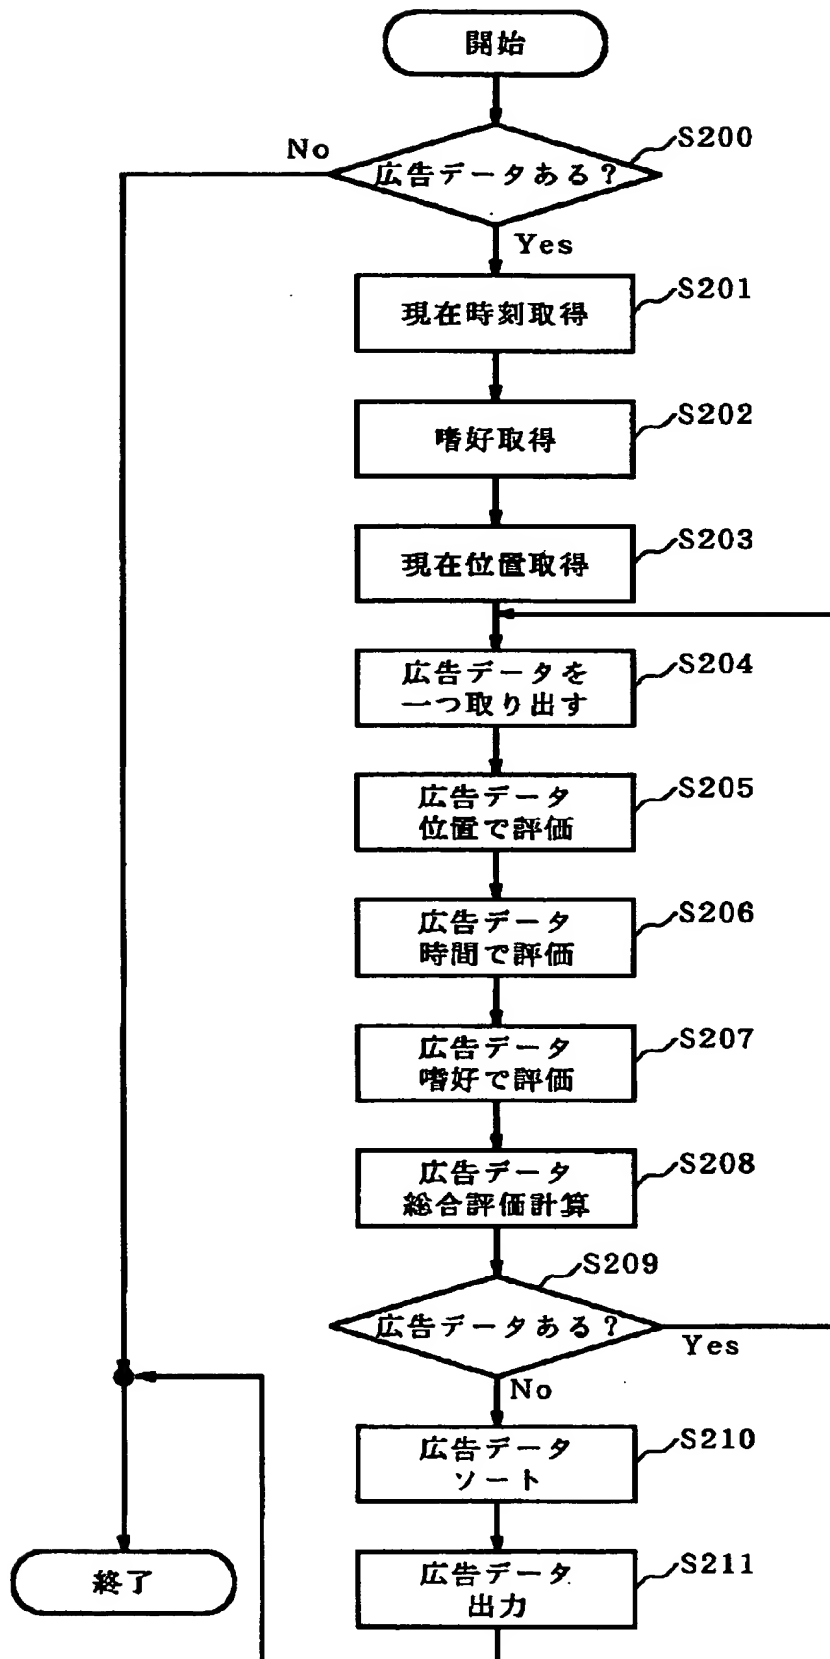 開始
No
S200
広告データある？
Yes
S201
現在時刻取得
S202
嗜好取得
S203
現在位置取得
S204
広告データを
一つ取り出す
S205
広告データ
位置で評価
S206
広告データ
時間で評価
S207
広告データ
嗜好で評価
S208
広告データ
総合評価計算
S209
広告データある？
Yes
No
S210
広告データ
ソート
S211
広告データ
出力
終了